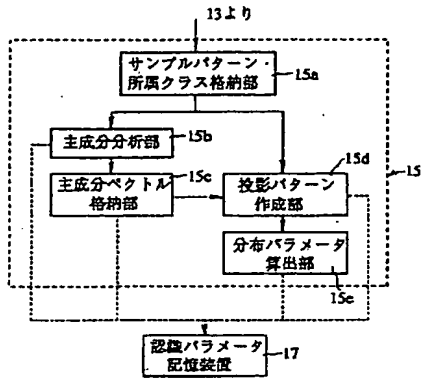 13より
サンプルパターン・
所属クラス格納部
15a
主成分分析部
15b
15d
主成分ベクトル
格納部
15c
投影パターン
作成部
15
分布パラメータ
算出部
15e
認識パラメータ
記憶装置
17